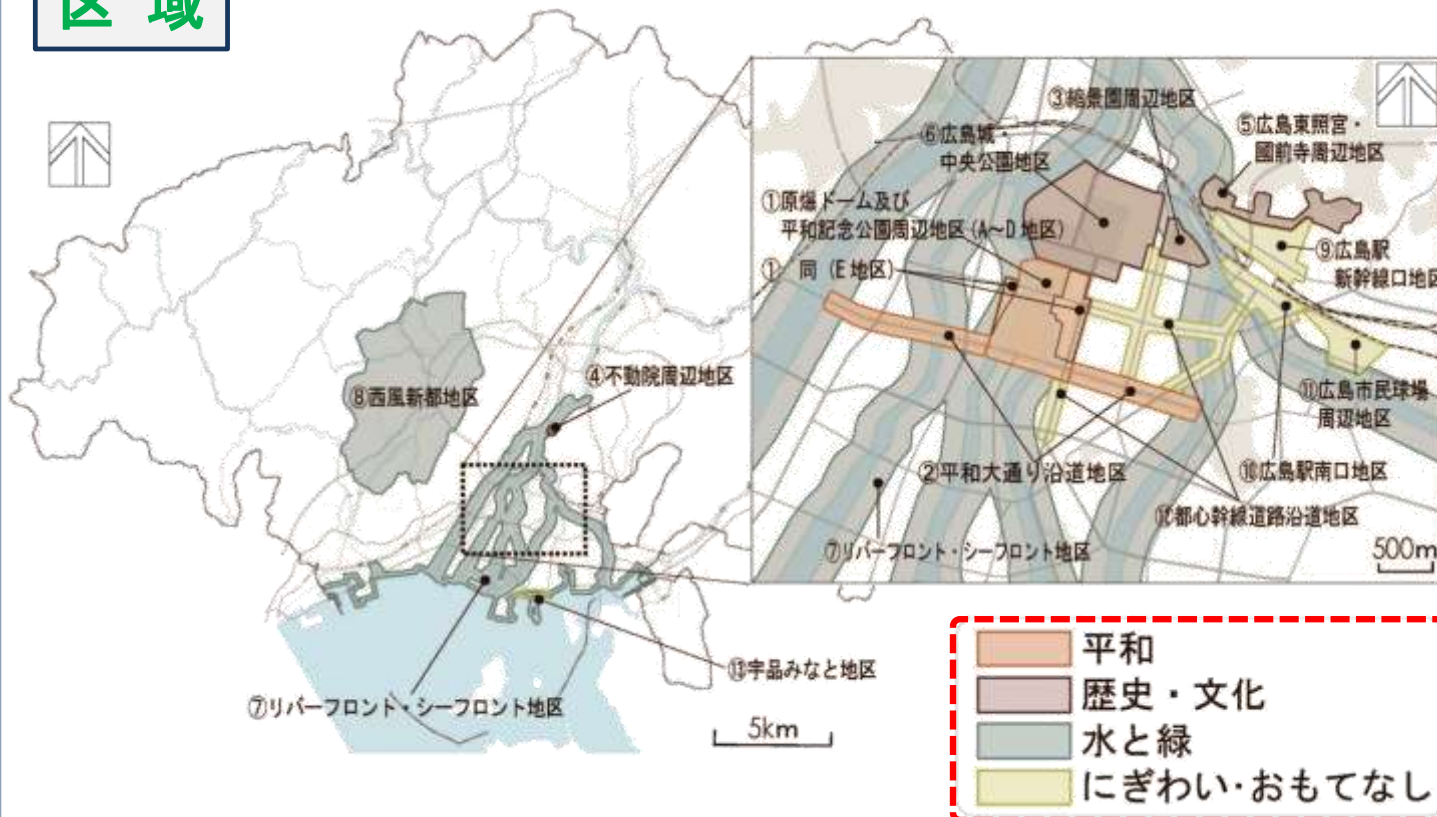 区 域
③縮景園周辺地区
⑥広島城・
中央公園地区
⑤広島東照宮・
國前寺周辺地区
①原爆ドーム及び
平和記念公園周辺地区(A～D地区)
① 同(E地区)
⑨広島駅
新幹線口地区
④不動院周辺地区
⑧西風新都地区
⑪広島市民球場
周辺地区
②平和大通り沿道地区
⑩広島駅南口地区
⑫都心幹線道路沿道地区
⑦リバーフロント・シーフロント地区
500m
⑬宇品みなと地区
⑦リバーフロント・シーフロント地区
5km
平和
歴史・文化
水と緑
にぎわい・おもてなし